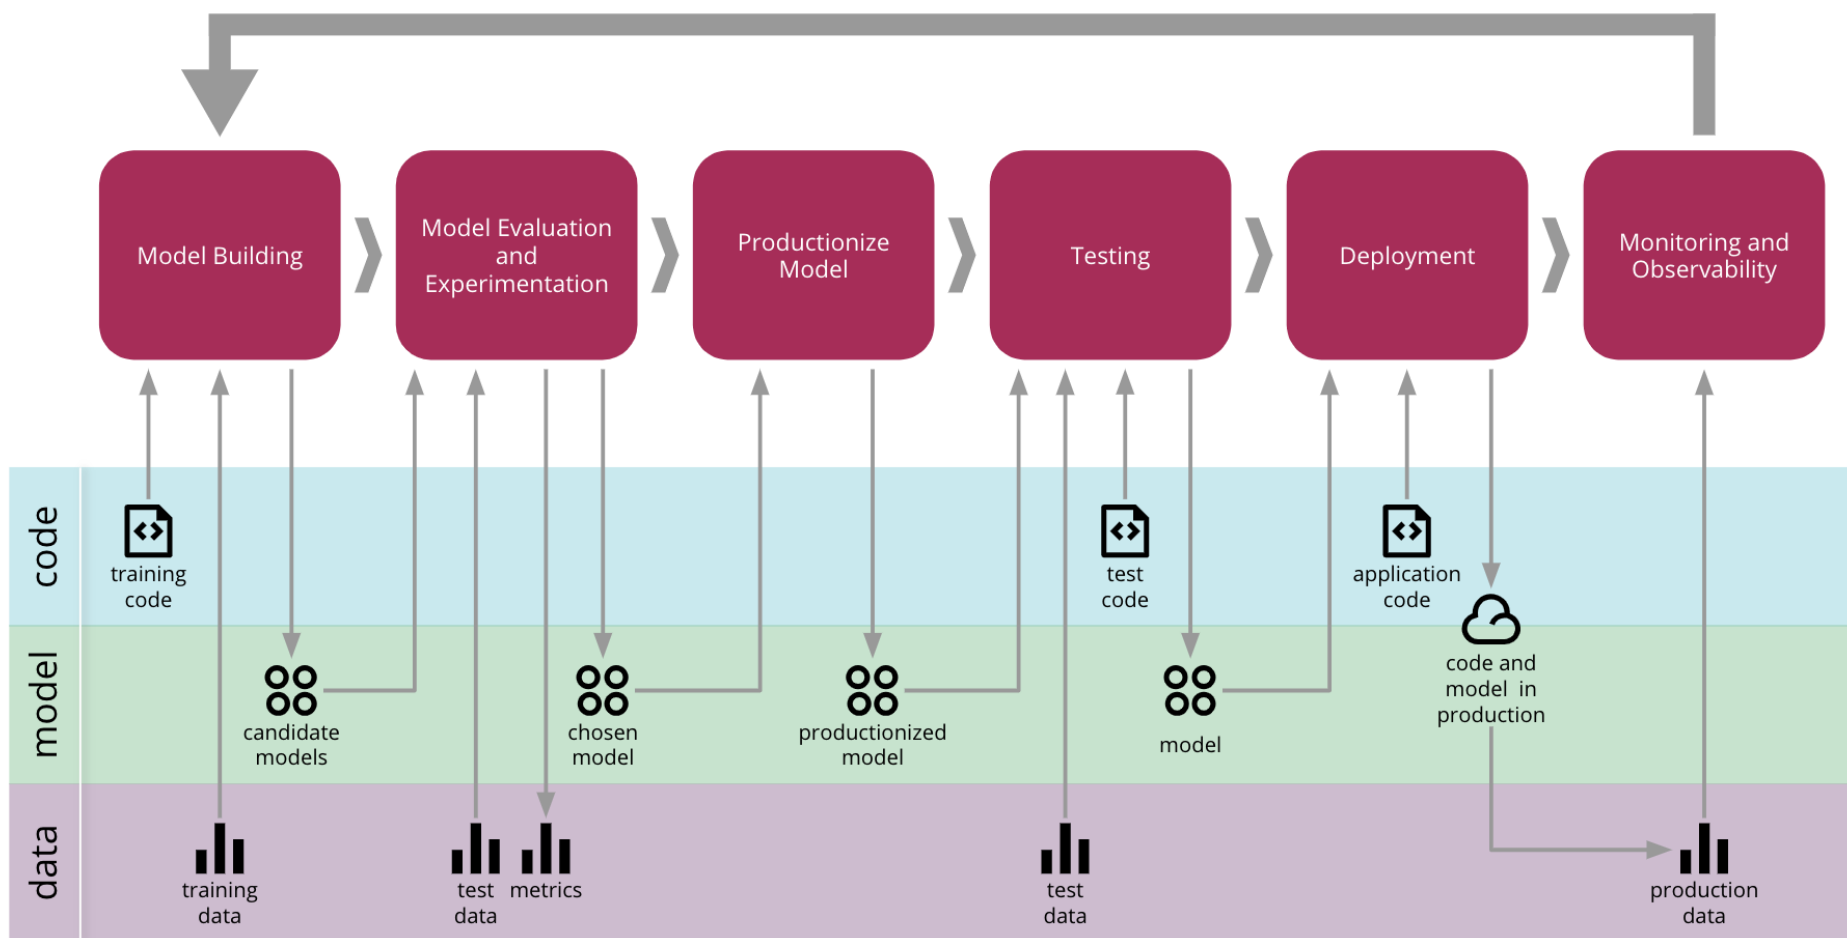 Model Building
Model Evaluation
and
Experimentation
Productionize
Model
Testing
Deployment
Monitoring and
Observability
code
training
code
test
code
application
code
model
candidate
models
chosen
model
productionized
model
model
code and
model in
production
data
training
data
test
data
metrics
test
data
production
data